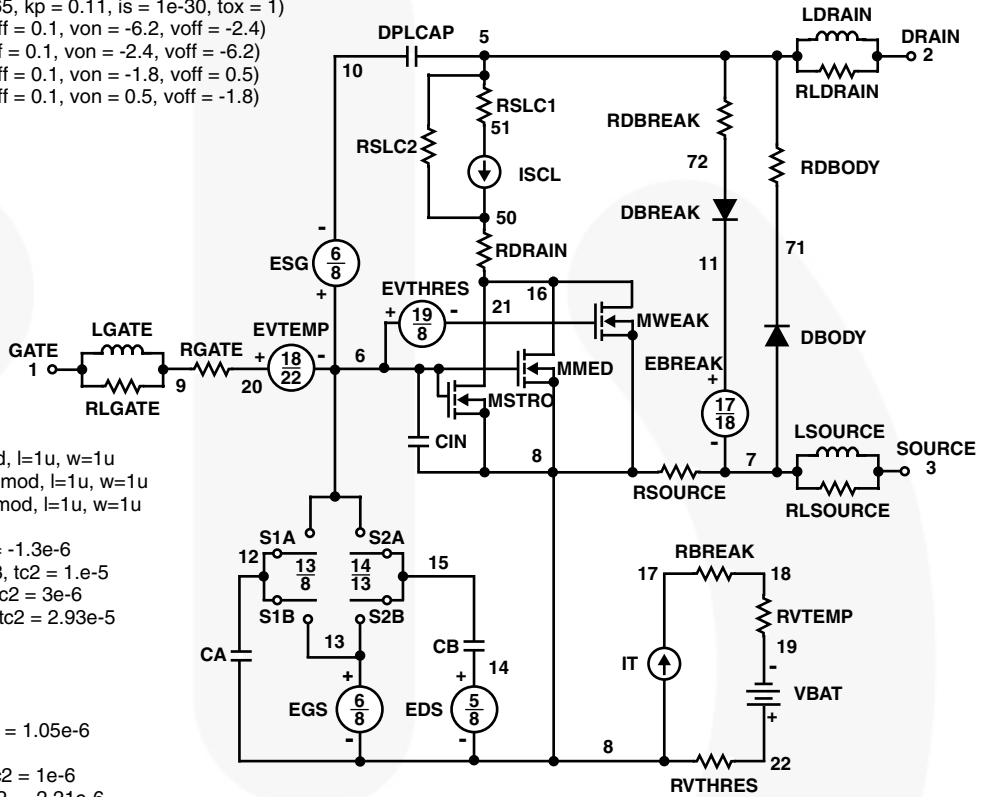 65, kp = 0.11, is = 1e-30, tox = 1)
ff = 0.1, von = -6.2, voff = -2.4)
f = 0.1, von = -2.4, voff = -6.2)
ff = 0.1, von = -1.8, voff = 0.5)
ff = 0.1, von = 0.5, voff = -1.8)
d, l=1u, w=1u
mod, l=1u, w=1u
mod, l=1u, w=1u
= -1.3e-6
3, tc2 = 1.e-5
c2 = 3e-6
tc2 = 2.93e-5
= 1.05e-6
c2 = 1e-6
LDRAIN
DPLCAP 5 DRAIN
2
10 RLDRAIN
RSLC1
51
RDBREAK
RSLC2
72
ISCL RDBODY
DBREAK
50
- RDRAIN 71
ESG 6/8
11
+ EVTHRES 16
+ 19/8 - 21 MWEAK
LGATE EVTEMP DBODY
GATE RGATE + 18/22 - 6 MMED EBREAK
1 9 20 +
RLGATE MSTRO 17/18
- LSOURCE
CIN SOURCE
8 7 3
RSOURCE
RLSOURCE
S1A S2A RBREAK
12 13/8 14/13 15 17 18
S1B S2B RVTEMP
13 CB 19
CA IT -
+ + 14 VBAT
EGS 6/8 EDS 5/8 +
- - 8 22
RVTHRES